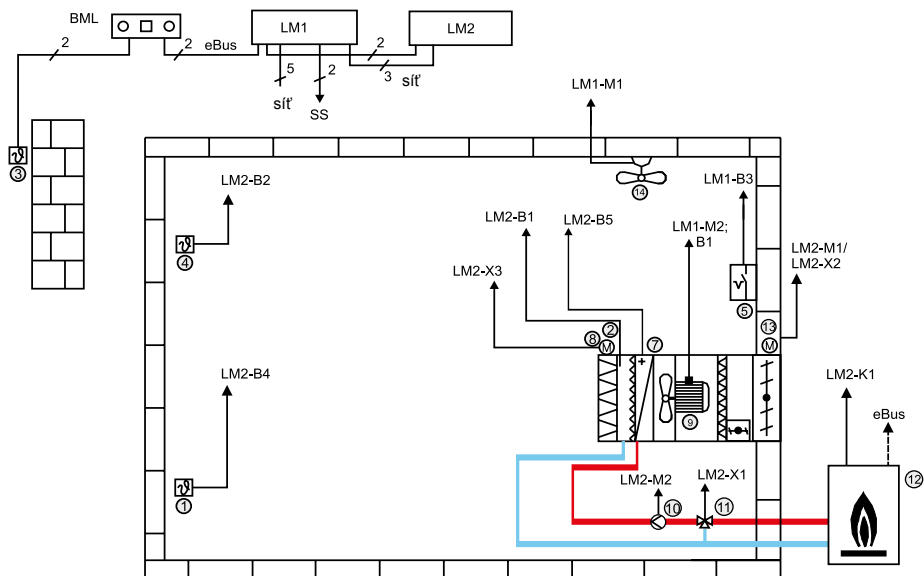 BML
LM1
LM2
2
2
eBus
2
5
2
3
síť
síť
SS
LM1-M1
3
14
LM2-B2
LM1-B3
LM2-B1
LM2-B5
LM1-M2;
B1
4
LM2-M1/
LM2-X2
LM2-X3
5
13
8
2
7
M
M
+
LM2-B4
9
LM2-K1
eBus
LM2-M2
LM2-X1
12
1
10
11